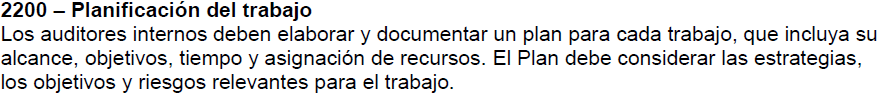 2200 – Planificación del trabajo
Los auditores internos deben elaborar y documentar un plan para cada trabajo, que incluya su
alcance, objetivos, tiempo y asignación de recursos. El Plan debe considerar las estrategias,
los objetivos y riesgos relevantes para el trabajo.